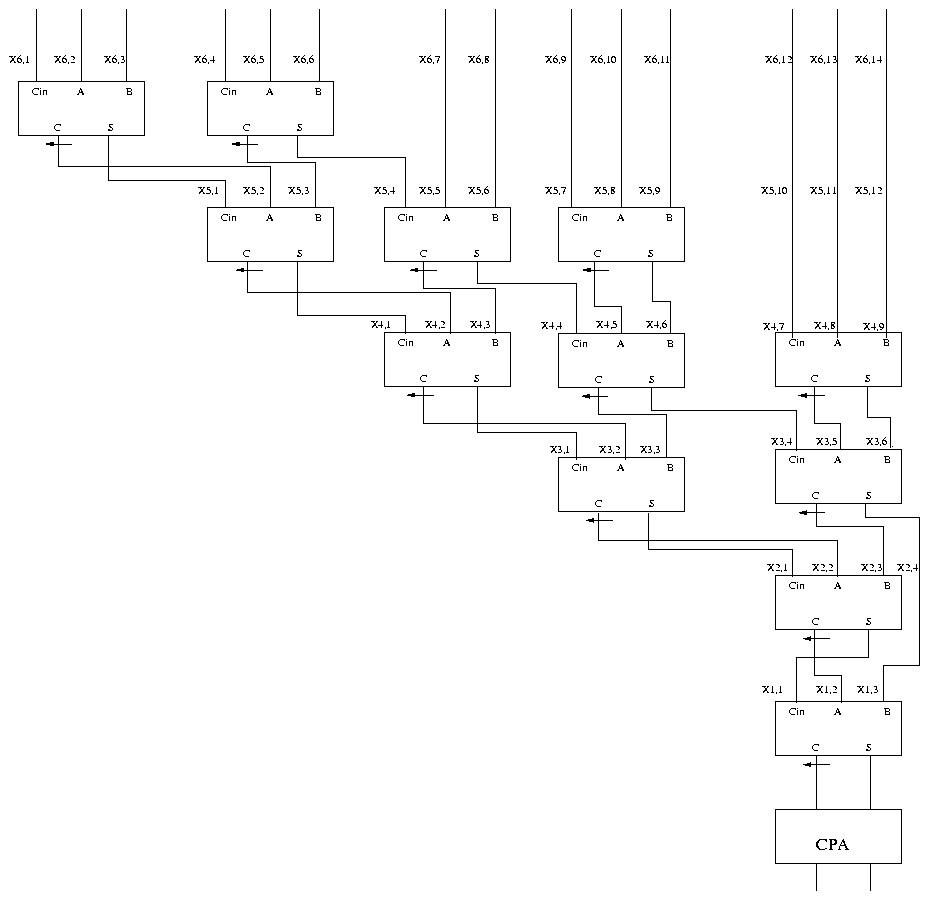 X6,1 X6,2 X6,3 X6,4 X6,5 X6,6 X6,7 X6,8 X6,9 X6,10 X6,11 X6,12 X6,13 X6,14
Cin A B Cin A B
C S C S
X5,1 X5,2 X5,3 X5,4 X5,5 X5,6 X5,7 X5,8 X5,9 X5,10 X5,11 X5,12
Cin A B Cin A B Cin A B
C S C S C S
X4,1 X4,2 X4,3 X4,4 X4,5 X4,6 X4,7 X4,8 X4,9
Cin A B Cin A B Cin A B
C S C S C S
X3,1 X3,2 X3,3 X3,4 X3,5 X3,6
Cin A B Cin A B
C S C S
X2,1 X2,2 X2,3 X2,4
Cin A B
C S
X1,1 X1,2 X1,3
Cin A B
C S
CPA